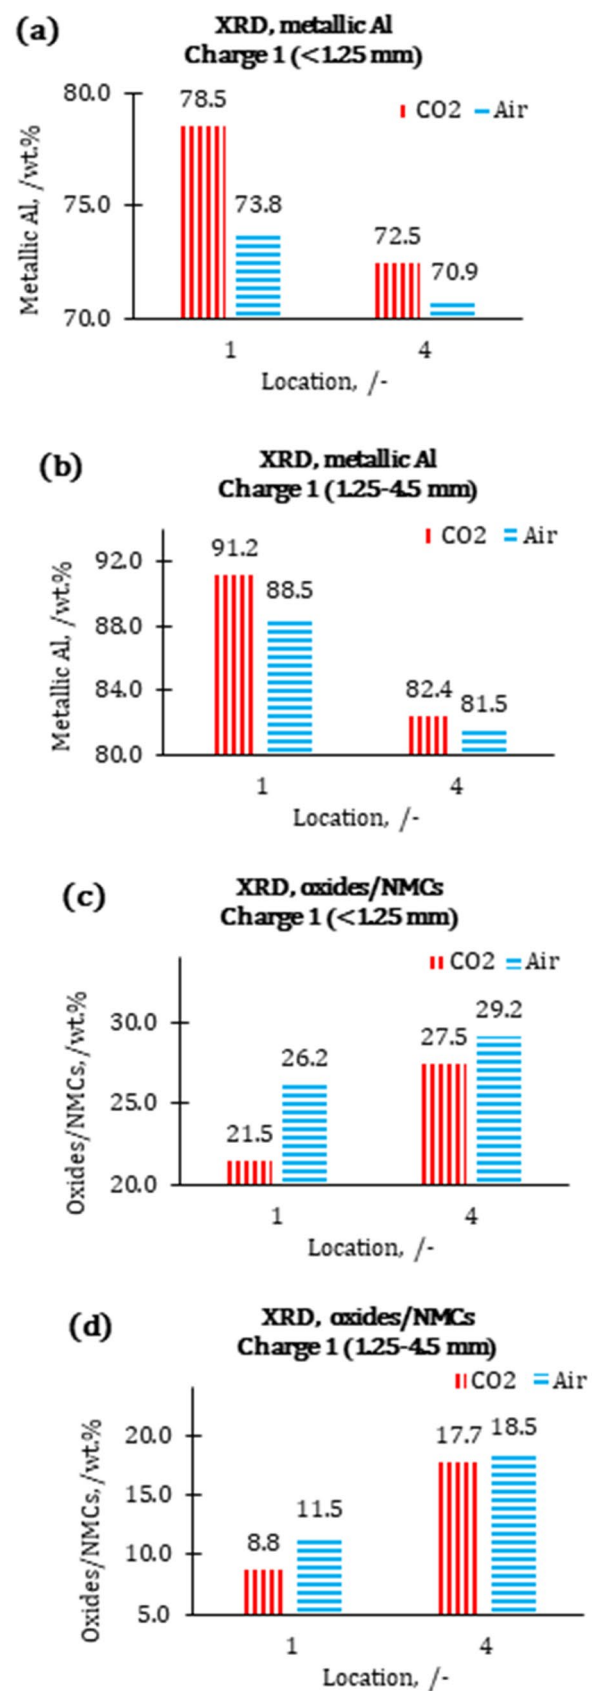 (a)
XRD, metallic Al
Charge 1 (<1.25 mm)
80.0
78.5
CO2 Air
Metallic Al, /wt.%
75.0
73.8
72.5
70.9
70.0
1 4
Location, /-
(b)
XRD, metallic Al
Charge 1 (1.25-4.5 mm)
CO2 Air
91.2
92.0
88.5
Metallic Al, /wt.%
88.0
84.0
82.4
81.5
80.0
1 4
Location, /-
(c)
XRD, oxides/NMCs
Charge 1 (<1.25 mm)
CO2 Air
30.0
29.2
27.5
26.2
Oxides/NMCs, /wt.%
25.0
21.5
20.0
1 4
Location, /-
(d)
XRD, oxides/NMCs
Charge 1 (1.25-4.5 mm)
CO2 Air
20.0
17.7 18.5
Oxides/NMCs, /wt.%
15.0
11.5
10.0
8.8
5.0
1 4
Location, /-